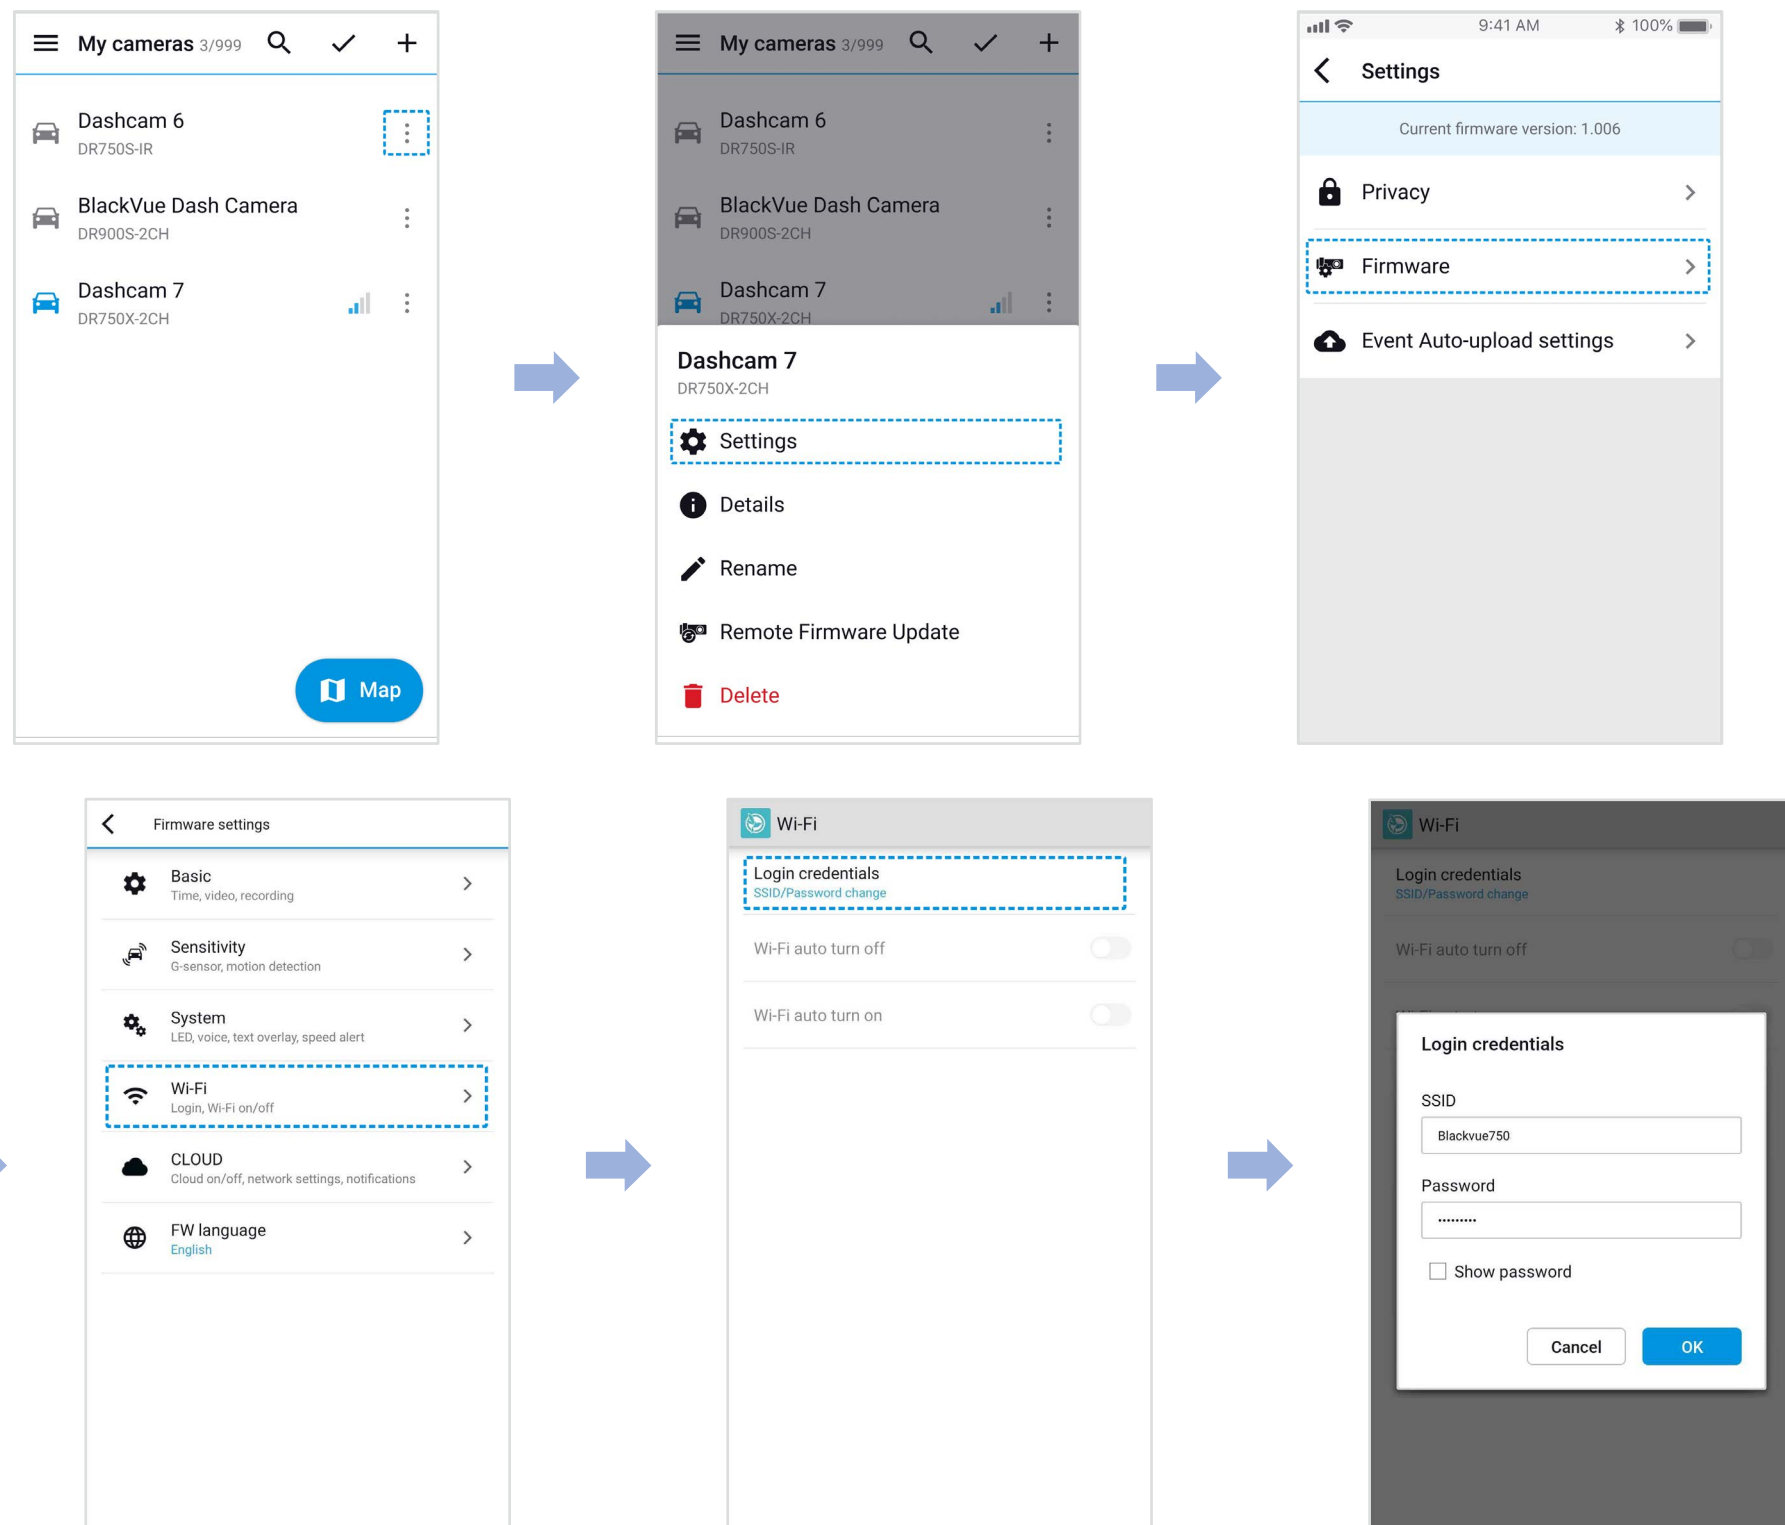 My cameras 3/999
Dashcam 6
DR750S-IR
BlackVue Dash Camera
DR900S-2CH
Dashcam 7
DR750X-2CH
Map
My cameras 3/999
Dashcam 6
DR750S-IR
BlackVue Dash Camera
DR900S-2CH
Dashcam 7
DR750X-2CH
Dashcam 7
DR750X-2CH
Settings
Details
Rename
Remote Firmware Update
Delete
9:41 AM 100%
Settings
Current firmware version: 1.006
Privacy
Firmware
Event Auto-upload settings
Firmware settings
Basic
Time, video, recording
Sensitivity
G-sensor, motion detection
System
LED, voice, text overlay, speed alert
Wi-Fi
Login, Wi-Fi on/off
CLOUD
Cloud on/off, network settings, notifications
FW language
English
Wi-Fi
Login credentials
SSID/Password change
Wi-Fi auto turn off
Wi-Fi auto turn on
Wi-Fi
Login credentials
SSID/Password change
Wi-Fi auto turn off
Login credentials
SSID
Blackvue750
Password
•••••••••
Show password
Cancel OK